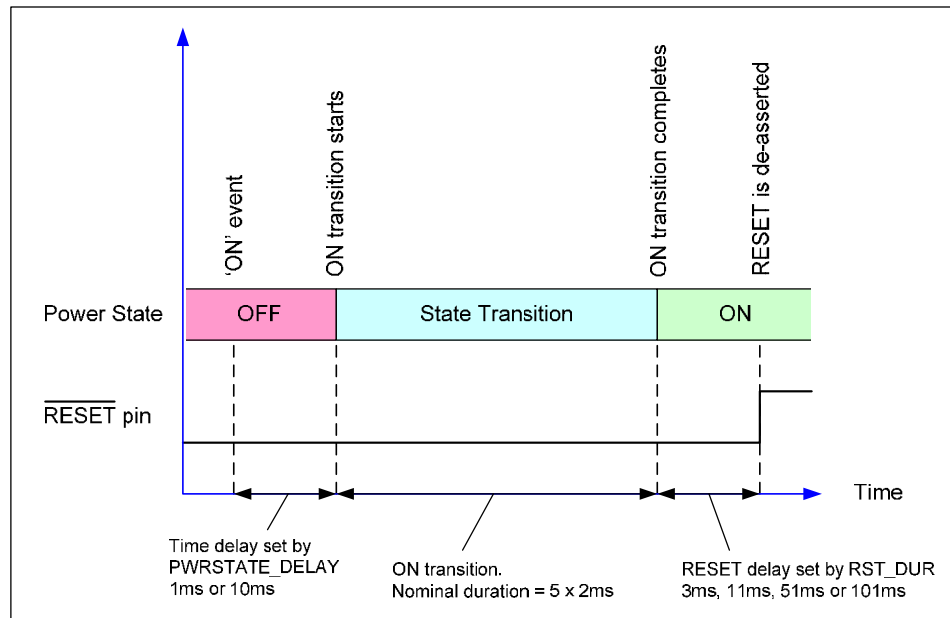 'ON' event
ON transition starts
ON transition completes
RESET is de-asserted
Power State
OFF
State Transition
ON
RESET pin
Time
Time delay set by
PWRSTATE_DELAY
1ms or 10ms
ON transition.
Nominal duration = 5 x 2ms
RESET delay set by RST_DUR
3ms, 11ms, 51ms or 101ms